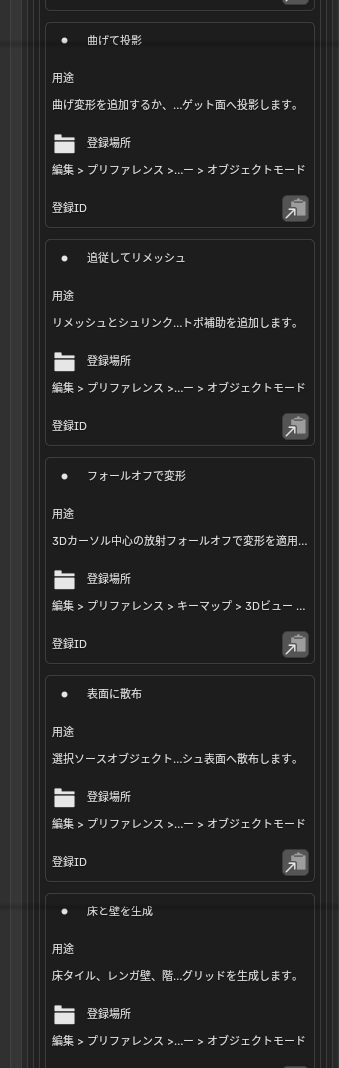 曲げて投影
用途
曲げ変形を追加するか、...ゲット面へ投影します。
登録場所
編集 > プリファレンス >...ー > オブジェクトモード
登録ID
追従してリメッシュ
用途
リメッシュとシュリンク...トポ補助を追加します。
登録場所
編集 > プリファレンス >...ー > オブジェクトモード
登録ID
フォールオフで変形
用途
3Dカーソル中心の放射フォールオフで変形を適用...
登録場所
編集 > プリファレンス > キーマップ > 3Dビュー ...
登録ID
表面に散布
用途
選択ソースオブジェクト...シュ表面へ散布します。
登録場所
編集 > プリファレンス >...ー > オブジェクトモード
登録ID
床と壁を生成
用途
床タイル、レンガ壁、階...グリッドを生成します。
登録場所
編集 > プリファレンス >...ー > オブジェクトモード